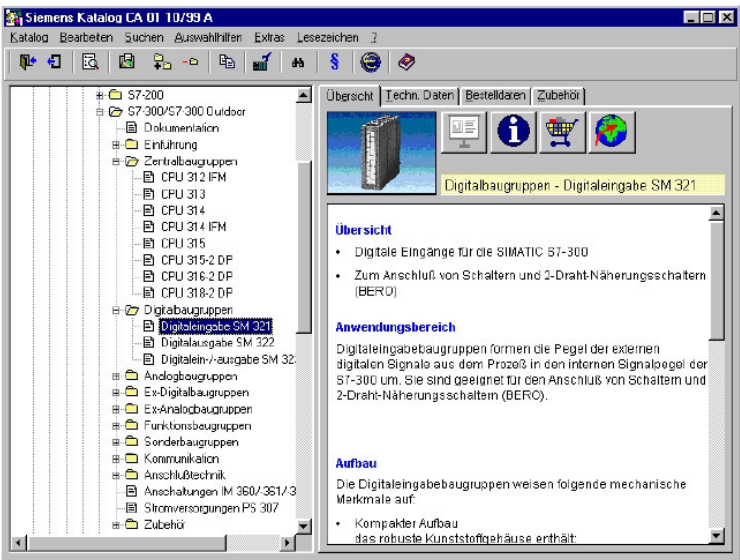 Siemens Katalog CA 01 10/99 A
Katalog Bearbeiten Suchen Auswahlhilfen Extras Lesezeichen ?
S7-200
S7-300/S7-300 Outdoor
Dokumentation
Einführung
Zentralbaugruppen
CPU 312 IFM
CPU 313
CPU 314
CPU 314 IFM
CPU 315
CPU 315-2 DP
CPU 316-2 DP
CPU 318-2 DP
Digitalbaugruppen
Digitaleingabe SM 321
Digitalausgabe SM 322
Digitalein-/-ausgabe SM 32
Analogbaugruppen
Ex-Digitalbaugruppen
Ex-Analogbaugruppen
Funktionsbaugruppen
Sonderbaugruppen
Kommunikation
Anschlußtechnik
Anschaltungen IM 360/-361/-3
Stromversorgungen PS 307
Zubehör
Übersicht Techn. Daten Bestelldaten Zubehör
Digitalbaugruppen - Digitaleingabe SM 321
Übersicht
• Digitale Eingänge für die SIMATIC S7-300
• Zum Anschluß von Schaltern und 2-Draht-Näherungsschaltern
(BERO)
Anwendungsbereich
Digitaleingabebaugruppen formen die Pegel der externen
digitalen Signale aus dem Prozeß in den internen Signalpegel der
S7-300 um. Sie sind geeignet für den Anschluß von Schaltern und
2-Draht-Näherungsschaltern (BERO).
Aufbau
Die Digitaleingabebaugruppen weisen folgende mechanische
Merkmale auf:
• Kompakter Aufbau
das robuste Kunststoffgehäuse enthält: